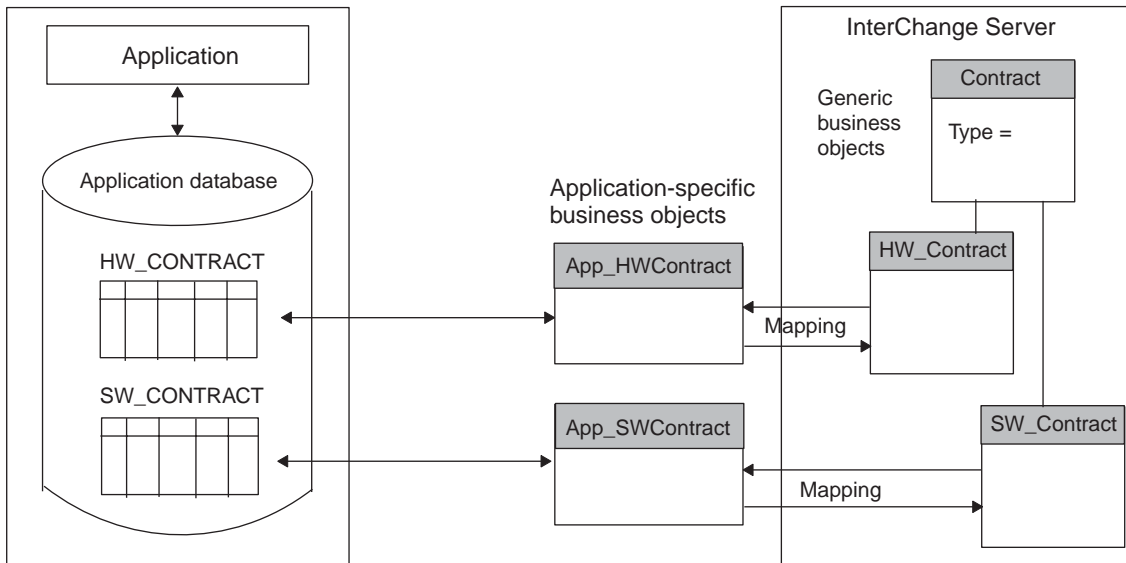 Application
Application database
HW_CONTRACT
SW_CONTRACT
Application-specific
business objects
App_HWContract
Mapping
App_SWContract
Mapping
InterChange Server
Generic
business
objects
Contract
Type =
HW_Contract
SW_Contract